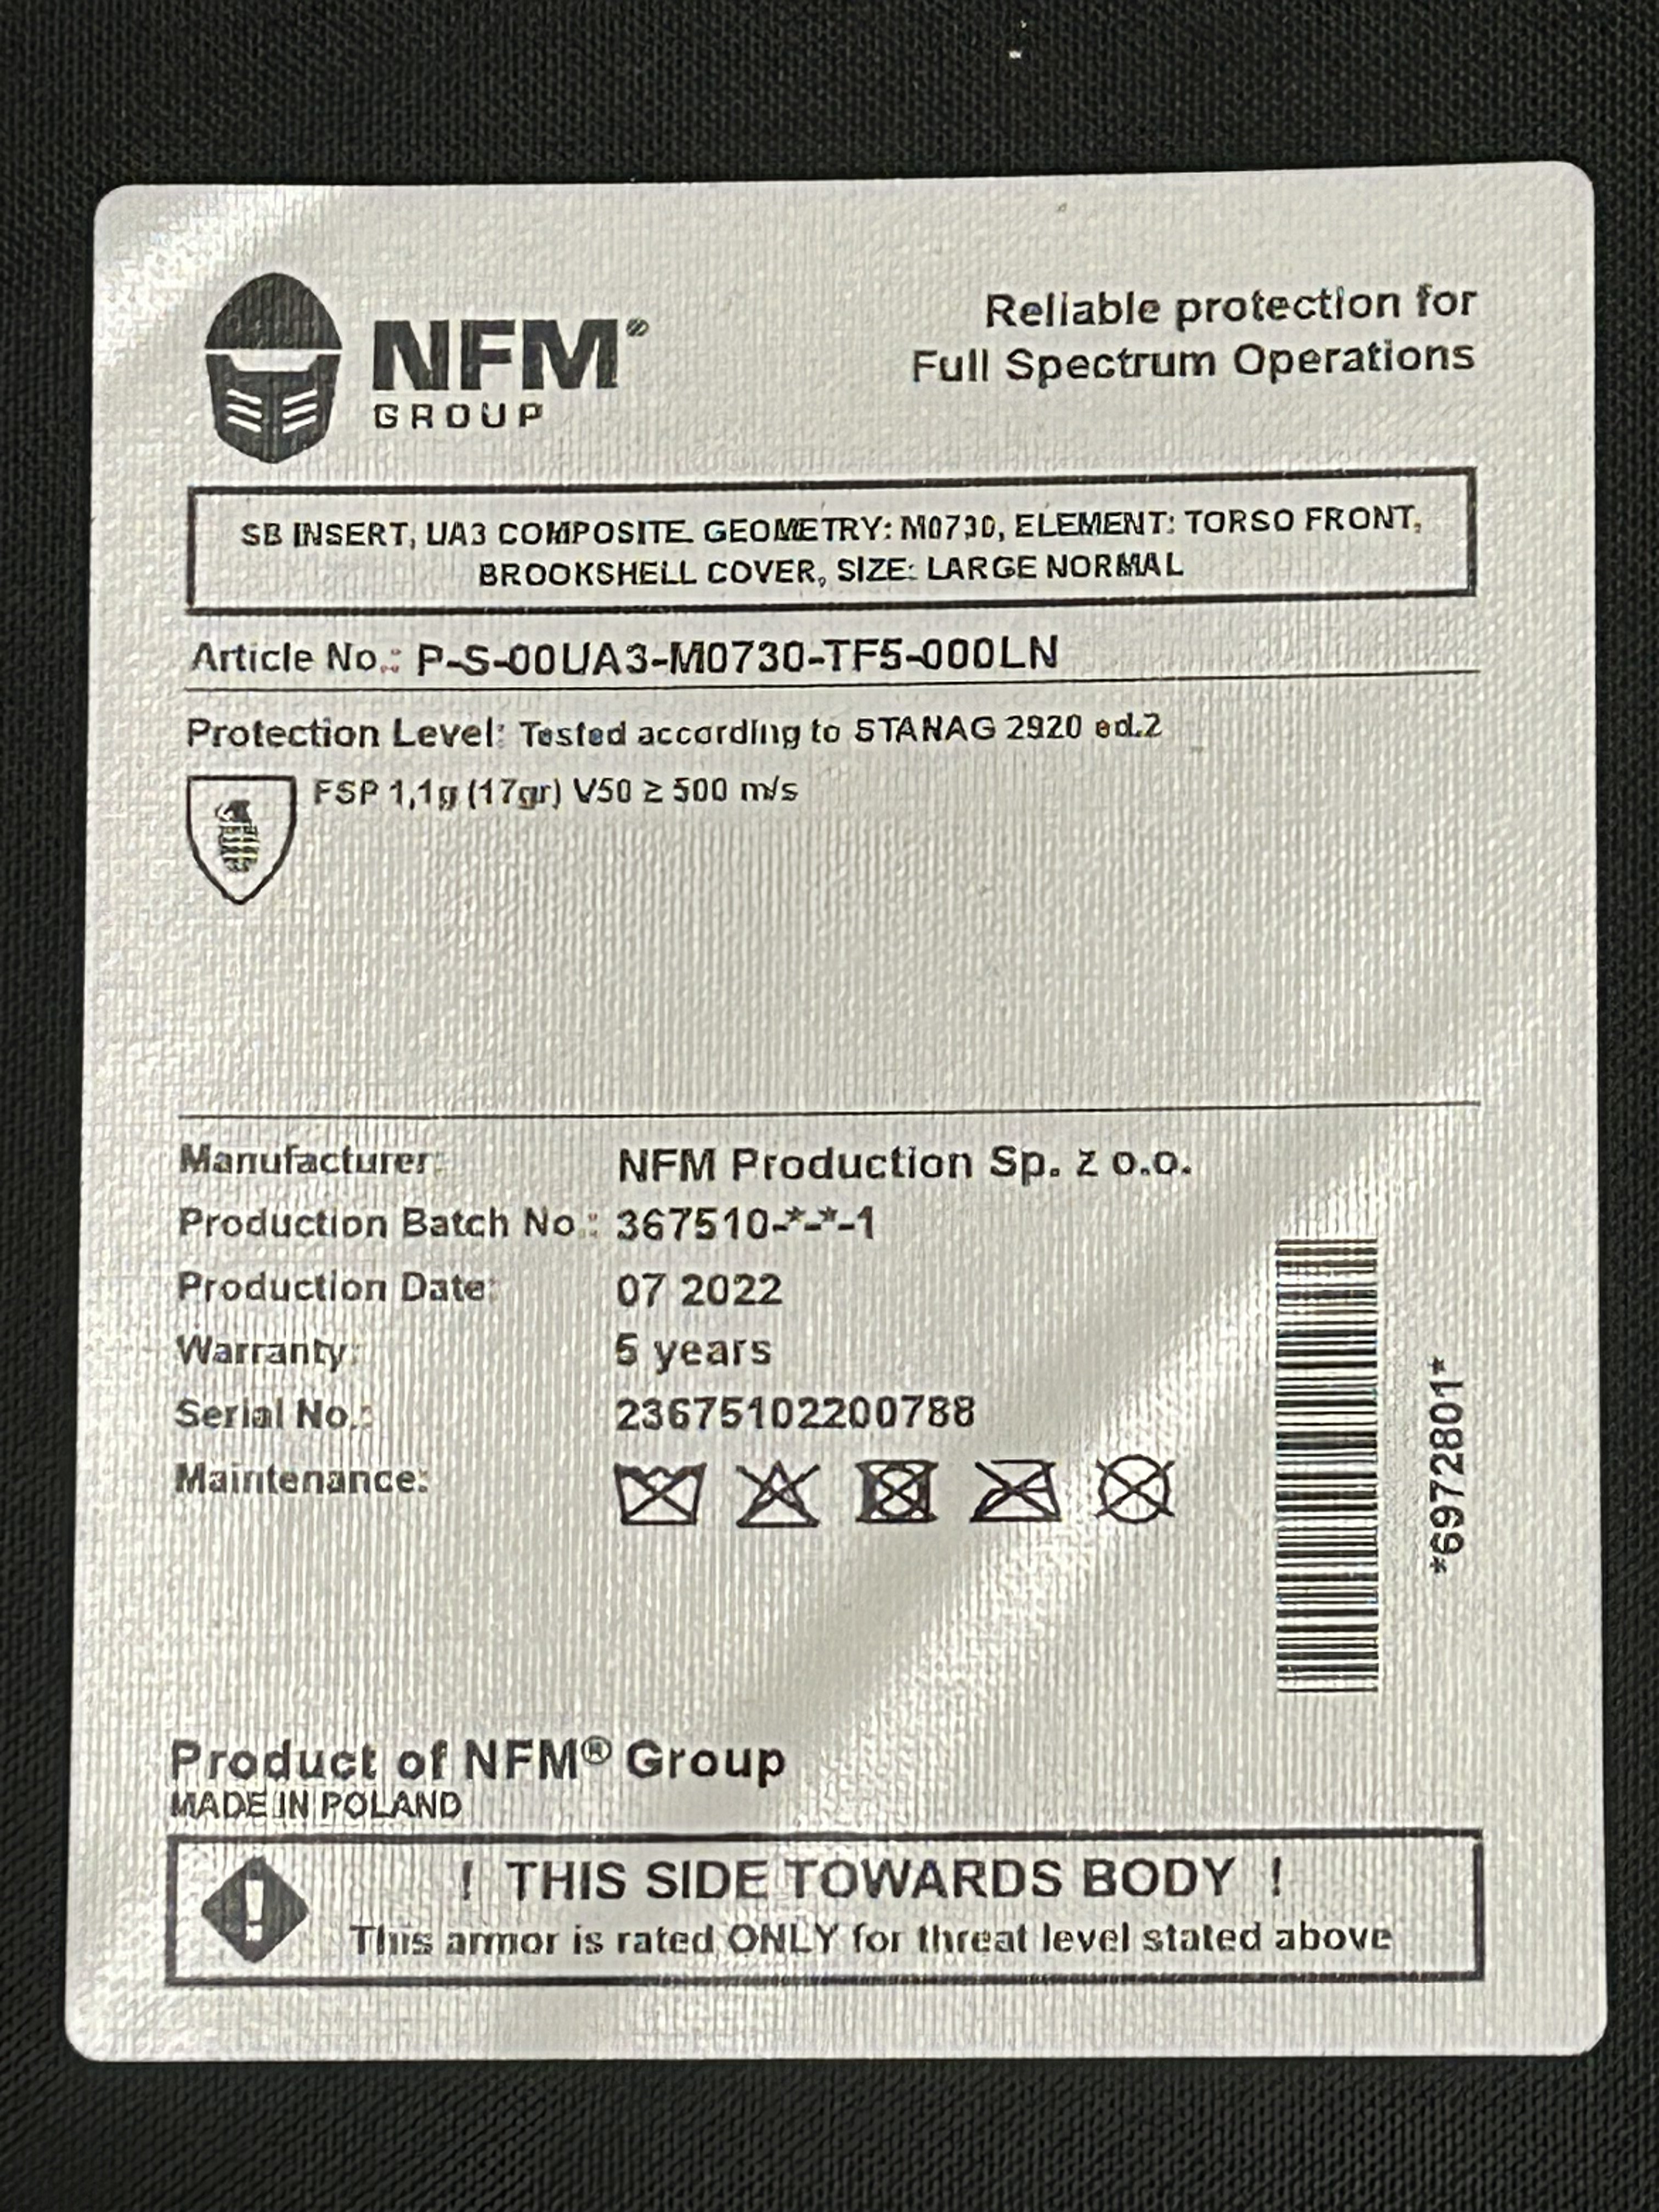 NFM®
GROUP
Reliable protection for
Full Spectrum Operations
SB INSERT, UA3 COMPOSITE. GEOMETRY: M0730, ELEMENT: TORSO FRONT,
BROOKSHELL COVER, SIZE: LARGE NORMAL
Article No.: P-S-00UA3-M0730-TF5-000LN
Protection Level: Tested according to STANAG 2920 ed.2
FSP 1,1g (17gr) V50 ≥ 500 m/s
Manufacturer: NFM Production Sp. z o.o.
Production Batch No.: 367510-*-*-1
Production Date: 07 2022
Warranty: 5 years
Serial No.: 23675102200788
Maintenance:
*6972801*
Product of NFM® Group
MADE IN POLAND
! THIS SIDE TOWARDS BODY !
This armor is rated ONLY for threat level stated above